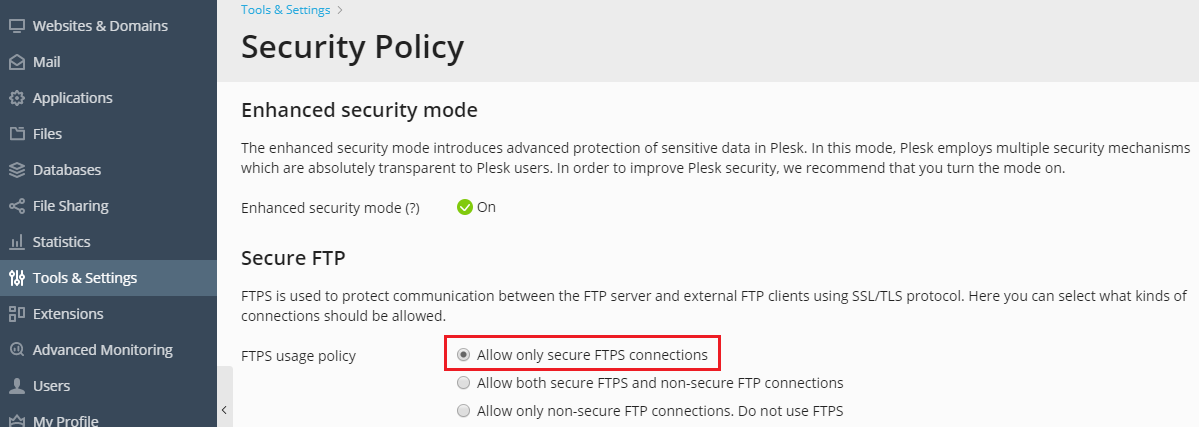 Websites & Domains
Mail
Applications
Files
Databases
File Sharing
Statistics
Tools & Settings
Extensions
Advanced Monitoring
Users
My Profile
Tools & Settings >
Security Policy
Enhanced security mode
The enhanced security mode introduces advanced protection of sensitive data in Plesk. In this mode, Plesk employs multiple security mechanisms
which are absolutely transparent to Plesk users. In order to improve Plesk security, we recommend that you turn the mode on.
Enhanced security mode (?) On
Secure FTP
FTPS is used to protect communication between the FTP server and external FTP clients using SSL/TLS protocol. Here you can select what kinds of
connections should be allowed.
FTPS usage policy Allow only secure FTPS connections
Allow both secure FTPS and non-secure FTP connections
Allow only non-secure FTP connections. Do not use FTPS